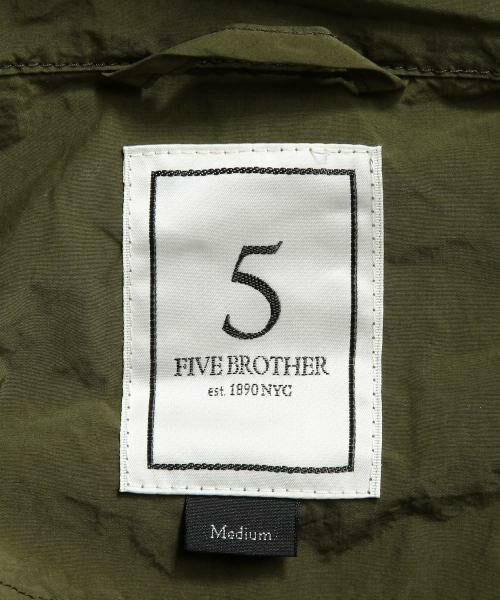 5
FIVE BROTHER
est. 1890 NYC
Medium